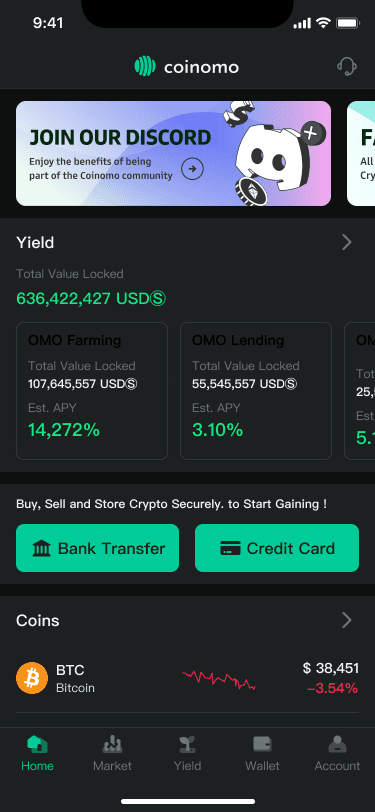 9:41
coinomo
JOIN OUR DISCORD
Enjoy the benefits of being
part of the Coinomo community
All
Cry
Yield
Total Value Locked
636,422,427 USDⓈ
OMO Farming
Total Value Locked
107,645,557 USDⓈ
Est. APY
14,272%
OMO Lending
Total Value Locked
55,545,557 USDⓈ
Est. APY
3.10%
OM
Tot
25,
Est
5.1
Buy, Sell and Store Crypto Securely. to Start Gaining !
Bank Transfer
Credit Card
Coins
BTC
Bitcoin
$ 38,451
−3.54%
Home
Market
Yield
Wallet
Account